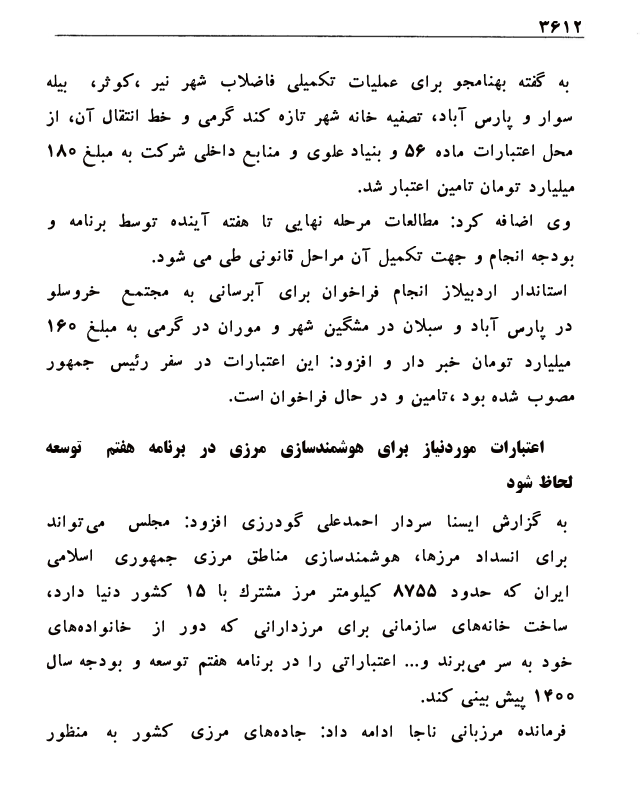 ۳۶۱۲
به گفته بهنامجو برای عملیات تکمیلی فاضلاب شهر نیر ،کوثر، بیله
سوار و پارس آباد، تصفیه خانه شهر تازه کند گرمی و خط انتقال آن، از
محل اعتبارات ماده ۵۶ و بنیاد علوی و منابع داخلی شرکت به مبلغ ۱۸۰
میلیارد تومان تامین اعتبار شد.
وی اضافه کرد: مطالعات مرحله نهایی تا هفته آینده توسط برنامه و
بودجه انجام و جهت تکمیل آن مراحل قانونی طی می شود.
استاندار اردبیلاز انجام فراخوان برای آبرسانی به مجتمع خروسلو
در پارس آباد و سبلان در مشگین شهر و موران در گرمی به مبلغ ۱۶۰
میلیارد تومان خبر دار و افزود: این اعتبارات در سفر رئیس جمهور
مصوب شده بود ،تامین و در حال فراخوان است.
اعتبارات موردنیاز برای هوشمندسازی مرزی در برنامه هفتم توسعه
لحاظ شود
به گزارش ایسنا سردار احمدعلی گودرزی افزود: مجلس می‌تواند
برای انسداد مرزها، هوشمندسازی مناطق مرزی جمهوری اسلامی
ایران که حدود ۸۷۵۵ کیلومتر مرز مشترك با ۱۵ کشور دنیا دارد،
ساخت خانه‌های سازمانی برای مرزدارانی که دور از خانواده‌های
خود به سر می‌برند و... اعتباراتی را در برنامه هفتم توسعه و بودجه سال
۱۴۰۰ پیش بینی کند.
فرمانده مرزبانی ناجا ادامه داد: جاده‌های مرزی کشور به منظور